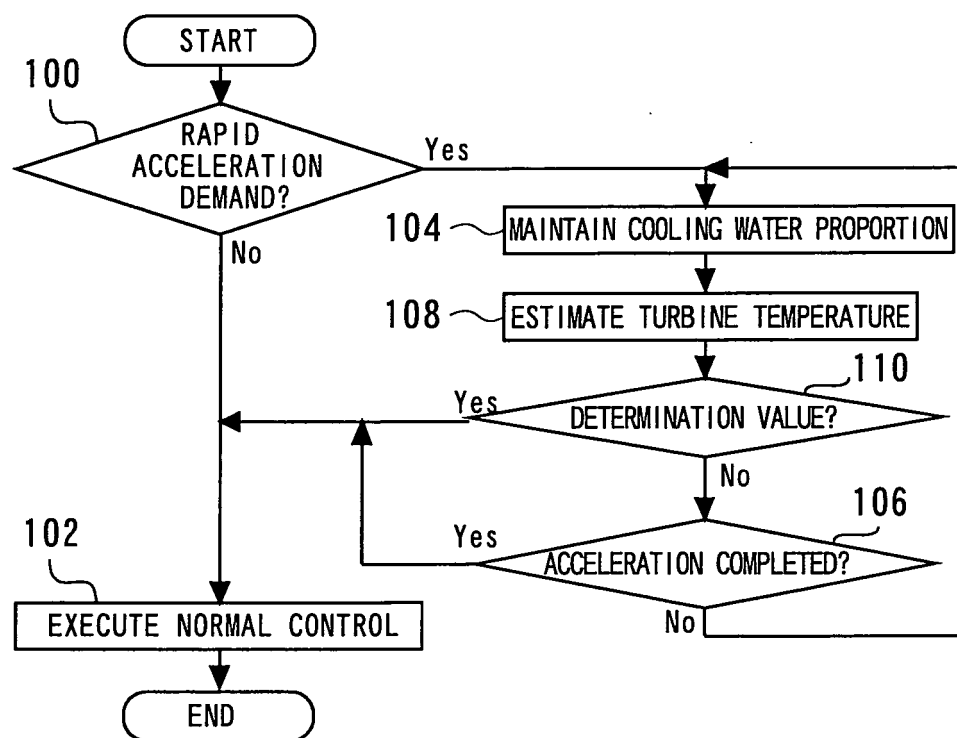 START
100
RAPID
ACCELERATION
DEMAND?
Yes
No
104
MAINTAIN COOLING WATER PROPORTION
108
ESTIMATE TURBINE TEMPERATURE
110
DETERMINATION VALUE?
Yes
No
106
ACCELERATION COMPLETED?
Yes
No
102
EXECUTE NORMAL CONTROL
END